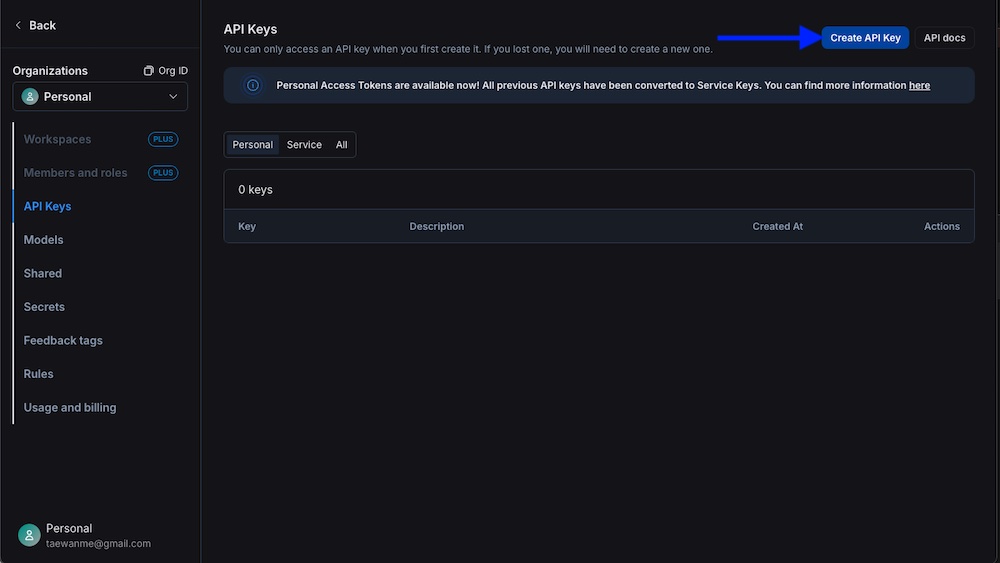 Back
Organizations
Org ID
Personal
Workspaces
PLUS
Members and roles
PLUS
API Keys
Models
Shared
Secrets
Feedback tags
Rules
Usage and billing
Personal
taewanme@gmail.com
API Keys
You can only access an API key when you first create it. If you lost one, you will need to create a new one.
Create API Key
API docs
Personal Access Tokens are available now! All previous API keys have been converted to Service Keys. You can find more information here
Personal
Service
All
0 keys
Key
Description
Created At
Actions